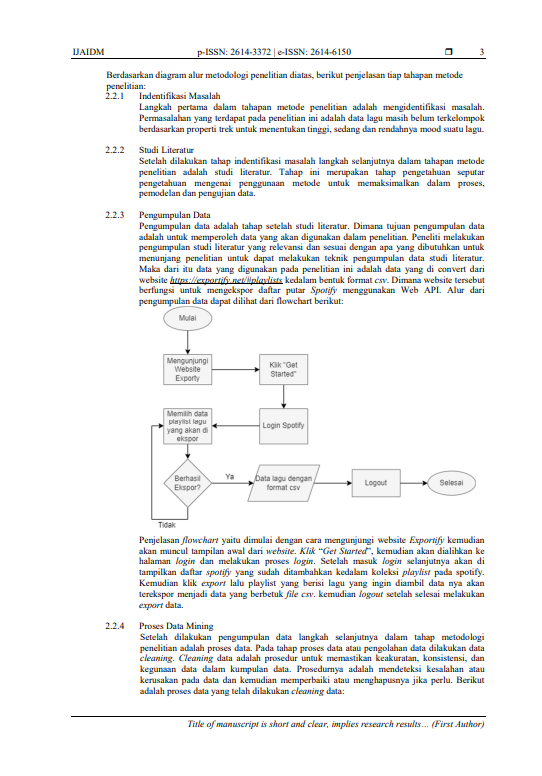 IJAIDM p-ISSN: 2614-3372 | e-ISSN: 2614-6150 ❒ 3
Berdasarkan diagram alur metodologi penelitian diatas, berikut penjelasan tiap tahapan metode
penelitian:
2.2.1 Indentifikasi Masalah
Langkah pertama dalam tahapan metode penelitian adalah mengidentifikasi masalah.
Permasalahan yang terdapat pada penelitian ini adalah data lagu masih belum terkelompok
berdasarkan properti trek untuk menentukan tinggi, sedang dan rendahnya mood suatu lagu.
2.2.2 Studi Literatur
Setelah dilakukan tahap indentifikasi masalah langkah selanjutnya dalam tahapan metode
penelitian adalah studi literatur. Tahap ini merupakan tahap pengetahuan seputar
pengetahuan mengenai penggunaan metode untuk memaksimalkan dalam proses,
pemodelan dan pengujian data.
2.2.3 Pengumpulan Data
Pengumpulan data adalah tahap setelah studi literatur. Dimana tujuan pengumpulan data
adalah untuk memperoleh data yang akan digunakan dalam penelitian. Peneliti melakukan
pengumpulan studi literatur yang relevansi dan sesuai dengan apa yang dibutuhkan untuk
menunjang penelitian untuk dapat melakukan teknik pengumpulan data studi literatur.
Maka dari itu data yang digunakan pada penelitian ini adalah data yang di convert dari
website https://exportify.net/#playlists kedalam bentuk format csv. Dimana website tersebut
berfungsi untuk mengekspor daftar putar Spotify menggunakan Web API. Alur dari
pengumpulan data dapat dilihat dari flowchart berikut:
Mulai
Mengunjungi
Website
Exporty
Klik "Get
Started"
Memilih data
playlist lagu
yang akan di
ekspor
Login Spotify
Berhasil
Ekspor?
Ya
Data lagu dengan
format csv
Logout
Selesai
Tidak
Penjelasan flowchart yaitu dimulai dengan cara mengunjungi website Exportify kemudian
akan muncul tampilan awal dari website. Klik “Get Started”, kemudian akan dialihkan ke
halaman login dan melakukan proses login. Setelah masuk login selanjutnya akan di
tampilkan daftar spotify yang sudah ditambahkan kedalam koleksi playlist pada spotify.
Kemudian klik export lalu playlist yang berisi lagu yang ingin diambil data nya akan
terekspor menjadi data yang berbetuk file csv. kemudian logout setelah selesai melakukan
export data.
2.2.4 Proses Data Mining
Setelah dilakukan pengumpulan data langkah selanjutnya dalam tahap metodologi
penelitian adalah proses data. Pada tahap proses data atau pengolahan data dilakukan data
cleaning. Cleaning data adalah prosedur untuk memastikan keakuratan, konsistensi, dan
kegunaan data dalam kumpulan data. Prosedurnya adalah mendeteksi kesalahan atau
kerusakan pada data dan kemudian memperbaiki atau menghapusnya jika perlu. Berikut
adalah proses data yang telah dilakukan cleaning data:
Title of manuscript is short and clear, implies research results… (First Author)